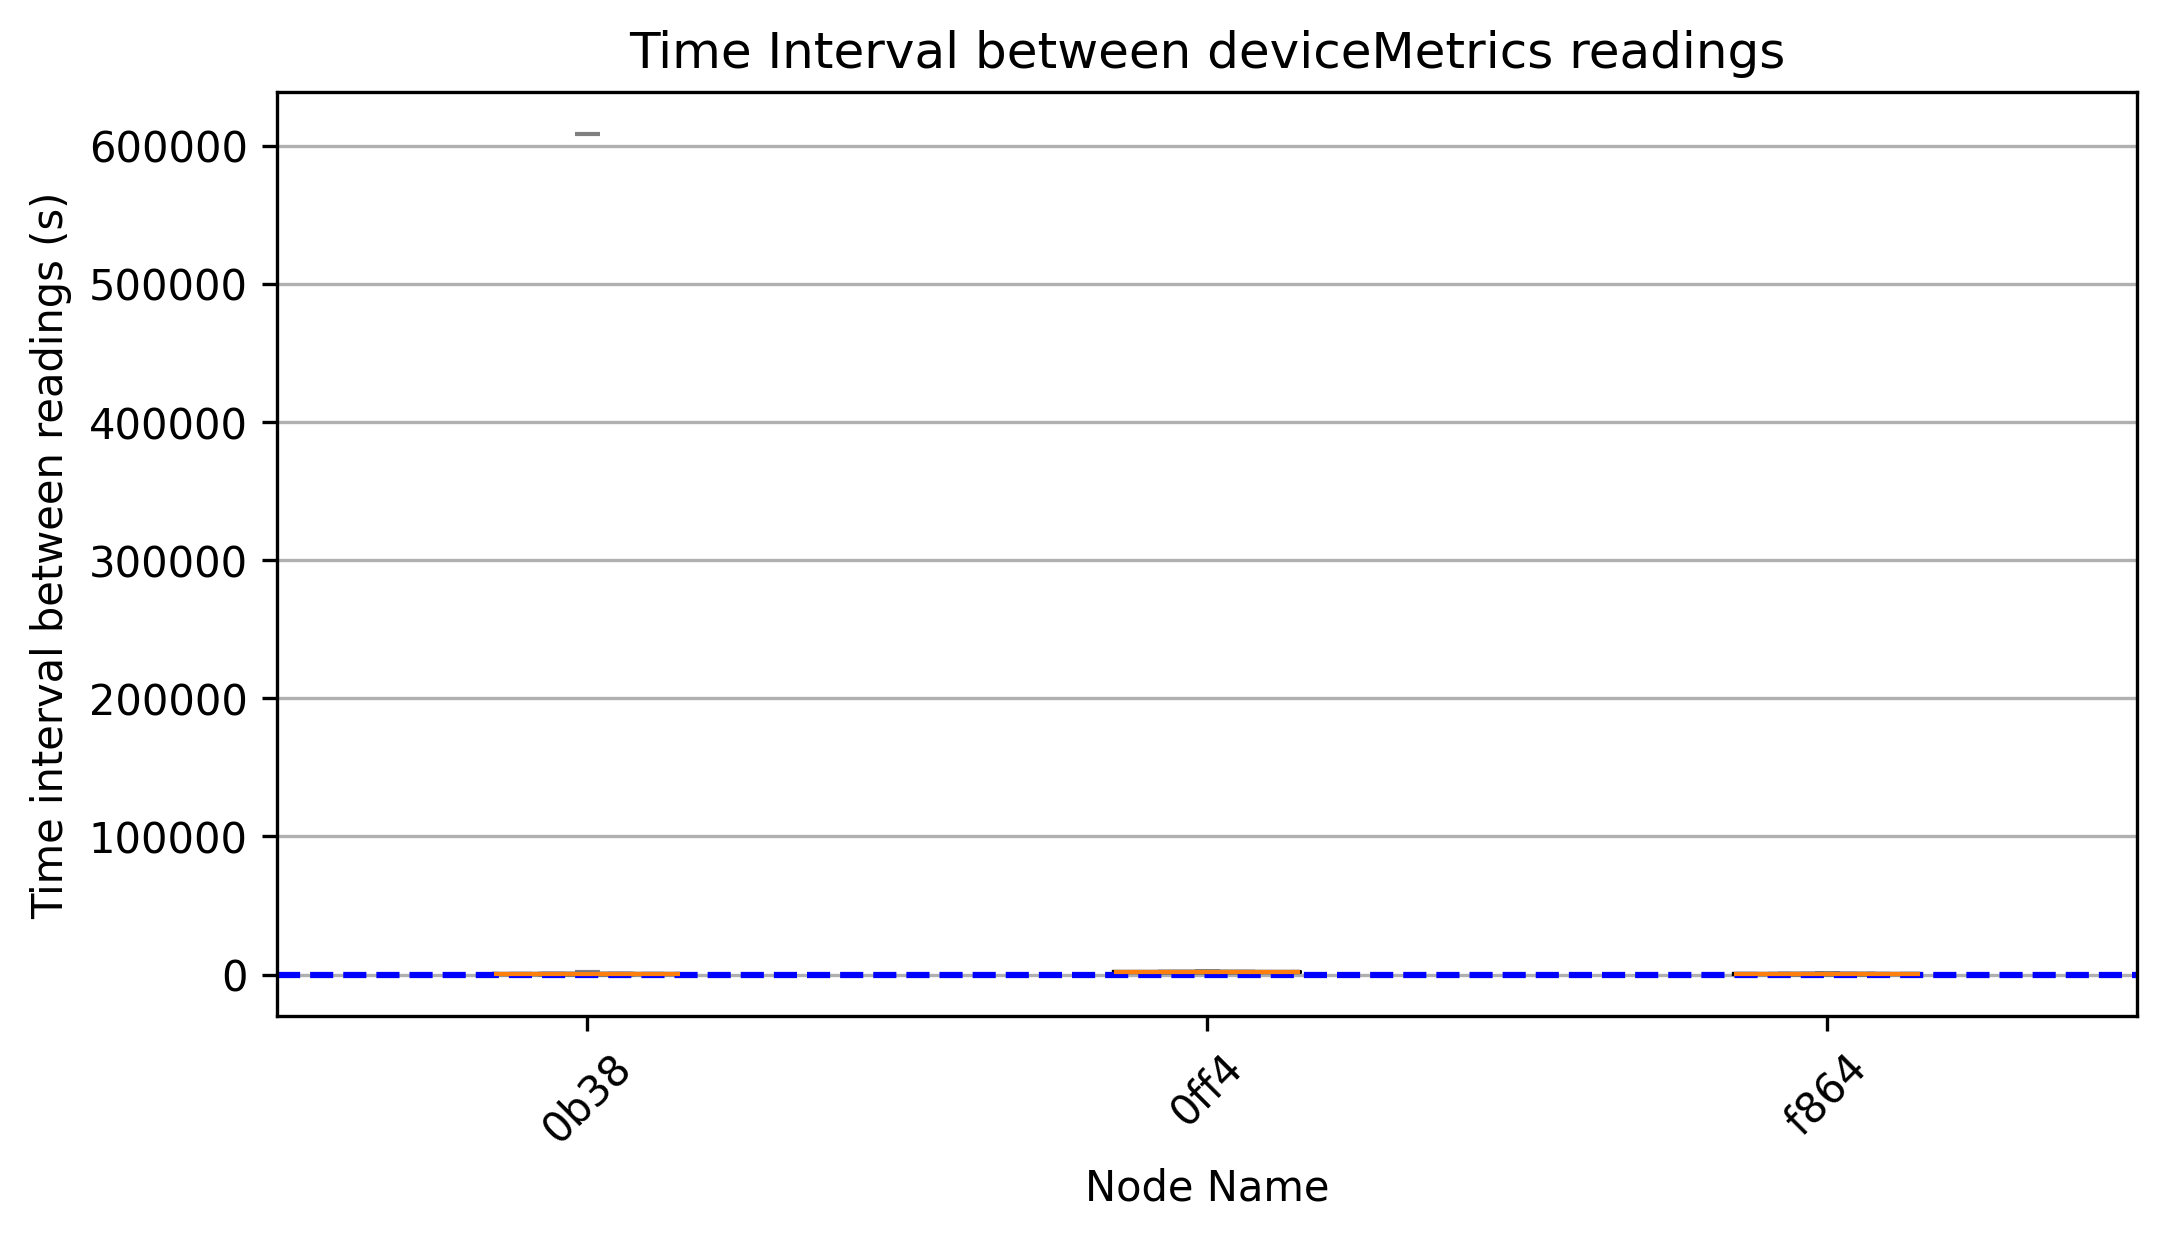 Time Interval between deviceMetrics readings
Time interval between readings (s)
600000
500000
400000
300000
200000
100000
0
0b38
0ff4
f864
Node Name